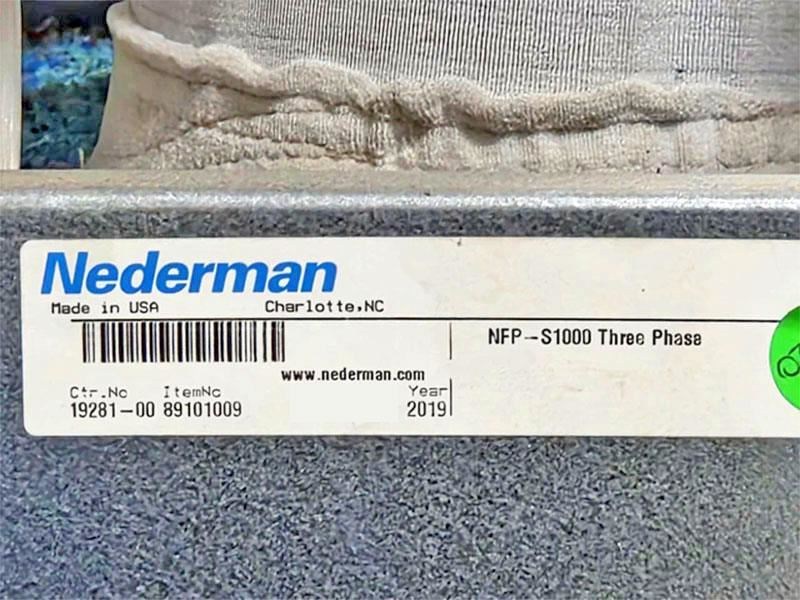 Nederman
Made in USA Charlotte,NC
NFP-S1000 Three Phase
www.nederman.com
Ctr.No ItemNo Year
19281-00 89101009 2019